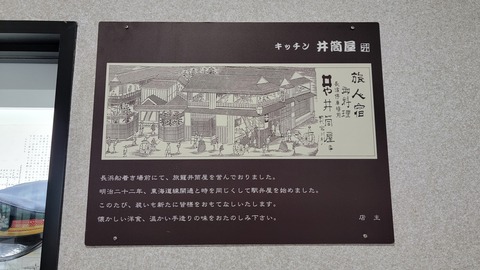 キッチン 井筒屋
旅人宿
御料理
井筒屋
長浜船着き場前にて、旅籠井筒屋を営んでおりました。
明治二十二年、東海道線開通と時を同じくして駅弁屋を始めました。
このたび、装いも新たに皆様をおもてなしいたします。
懐かしい洋食、温かい手造りの味をおたのしみ下さい。
店主